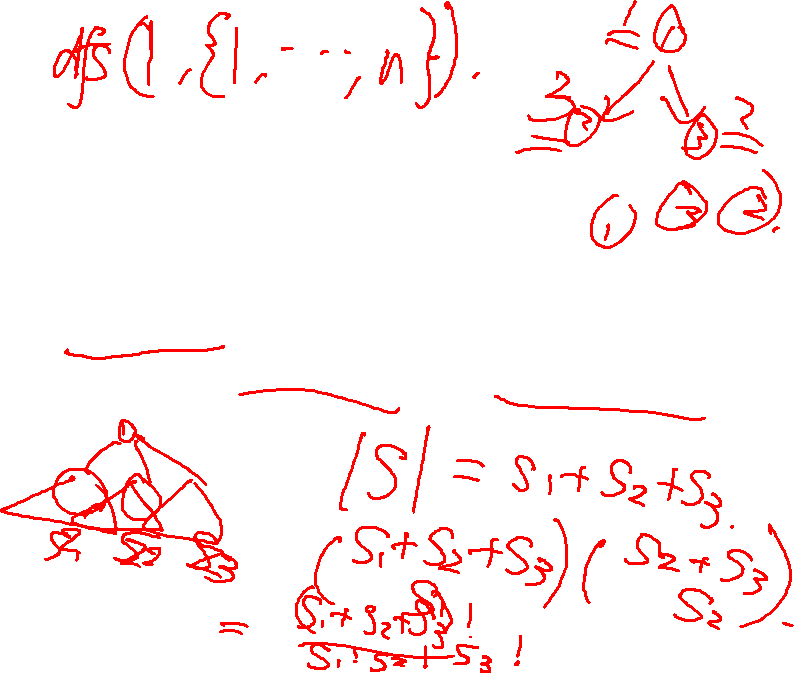 dfs(1,{1,...,n}).
= 1
2 = 2 3 = 2
1 3 2 ).
|S| = S1+S2+S3.
S1 S2 S3
(S1+S2+S3 S1)(S2+S3 S2).
= (S1+S2+S3)! / S1! S2! S3!